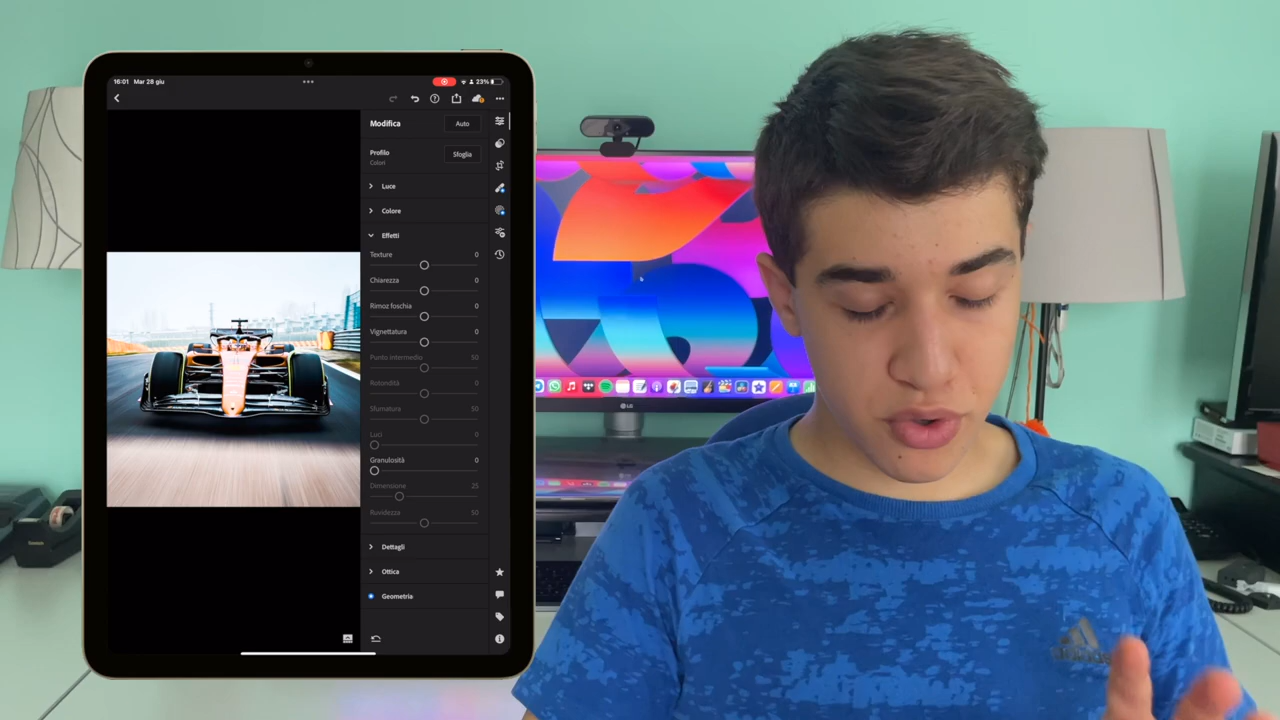 16:01 Mar 28 giu
23%
Modifica
Auto
Profilo
Colori
Sfoglia
Luce
Colore
Effetti
Texture 0
Chiarezza 0
Rimoz foschia 0
Vignettatura 0
Punto intermedio 50
Rotondità 0
Sfumatura 50
Luci 0
Granulosità 0
Dimensione 25
Ruvidezza 50
Dettagli
Ottica
Geometria
LG
adidas